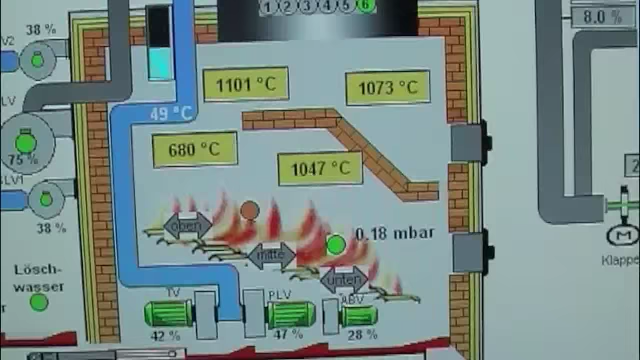 1 2 3 4 5 6
V2 38 %
8.0 %
1101 °C
1073 °C
LV
49 °C
680 °C
1047 °C
75 %
SLV1
38 %
oben
0.18 mbar
mitte
unten
M
Klappe
Lösch-
wasser
TV
PLV
ABV
42 %
47 %
28 %